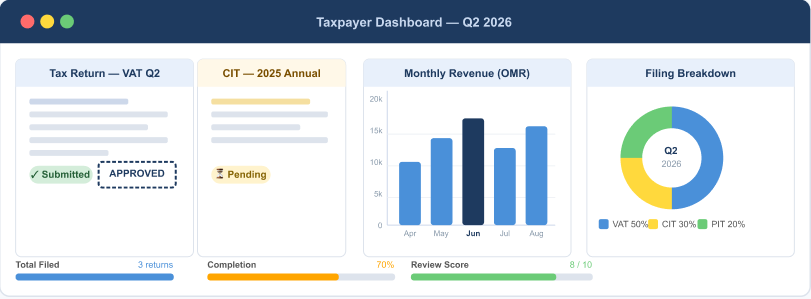 Taxpayer Dashboard — Q2 2026
Tax Return — VAT Q2
✓ Submitted
APPROVED
CIT — 2025 Annual
⏳ Pending
Monthly Revenue (OMR)
20k
15k
10k
5k
0
Apr May Jun Jul Aug
Filing Breakdown
Q2
2026
VAT 50% CIT 30% PIT 20%
Total Filed 3 returns
Completion 70%
Review Score 8 / 10